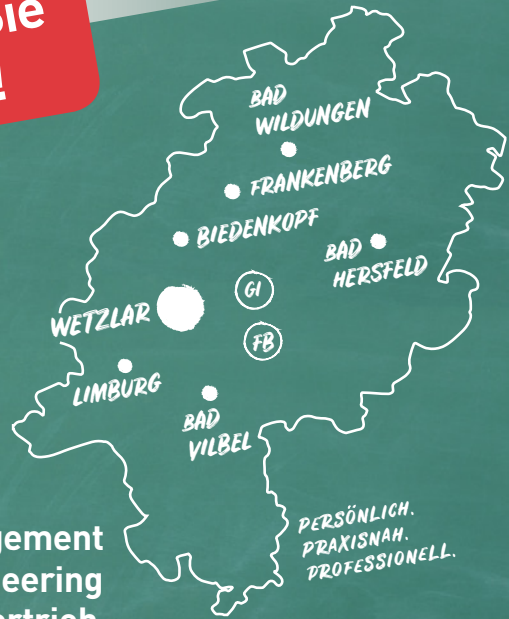 BAD
WILDUNGEN
FRANKENBERG
BIEDENKOPF
BAD
HERSFELD
GI
WETZLAR
FB
LIMBURG
BAD
VILBEL
PERSÖNLICH.
PRAXISNAH.
PROFESSIONELL.